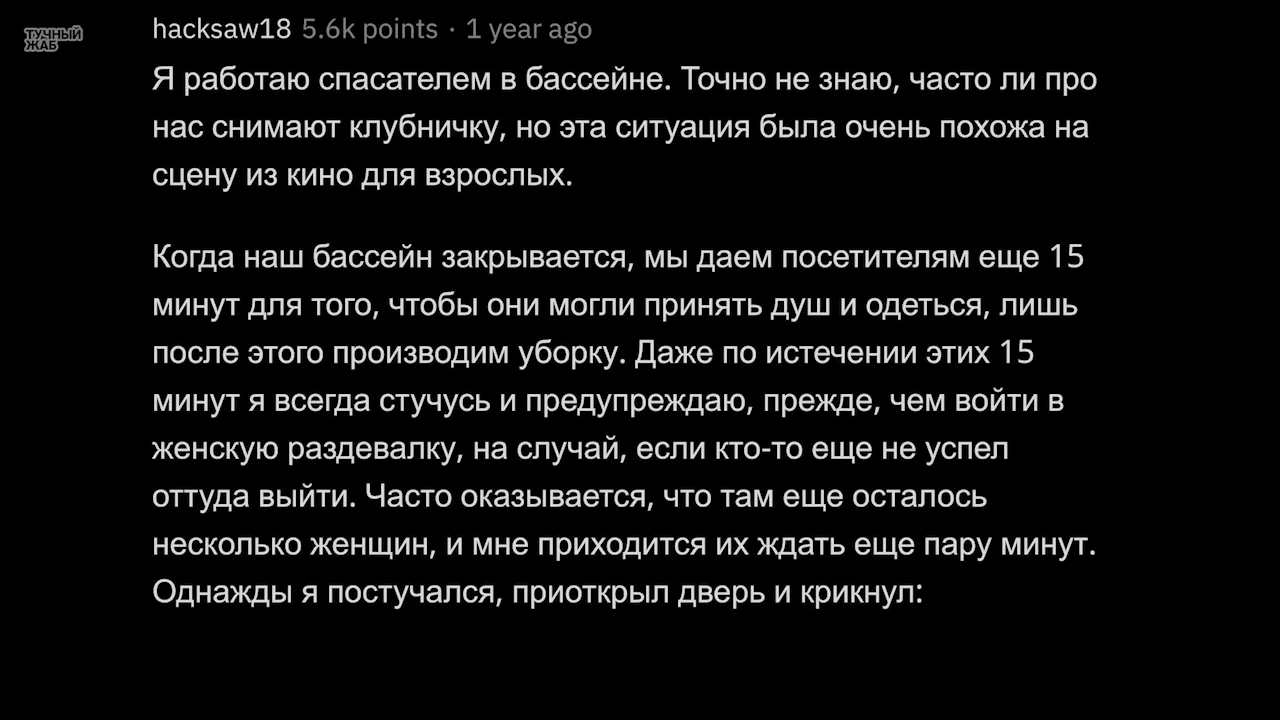 ТУЧНЫЙ
ЖАБ
hacksaw18 5.6k points · 1 year ago
Я работаю спасателем в бассейне. Точно не знаю, часто ли про
нас снимают клубничку, но эта ситуация была очень похожа на
сцену из кино для взрослых.
Когда наш бассейн закрывается, мы даем посетителям еще 15
минут для того, чтобы они могли принять душ и одеться, лишь
после этого производим уборку. Даже по истечении этих 15
минут я всегда стучусь и предупреждаю, прежде, чем войти в
женскую раздевалку, на случай, если кто-то еще не успел
оттуда выйти. Часто оказывается, что там еще осталось
несколько женщин, и мне приходится их ждать еще пару минут.
Однажды я постучался, приоткрыл дверь и крикнул: